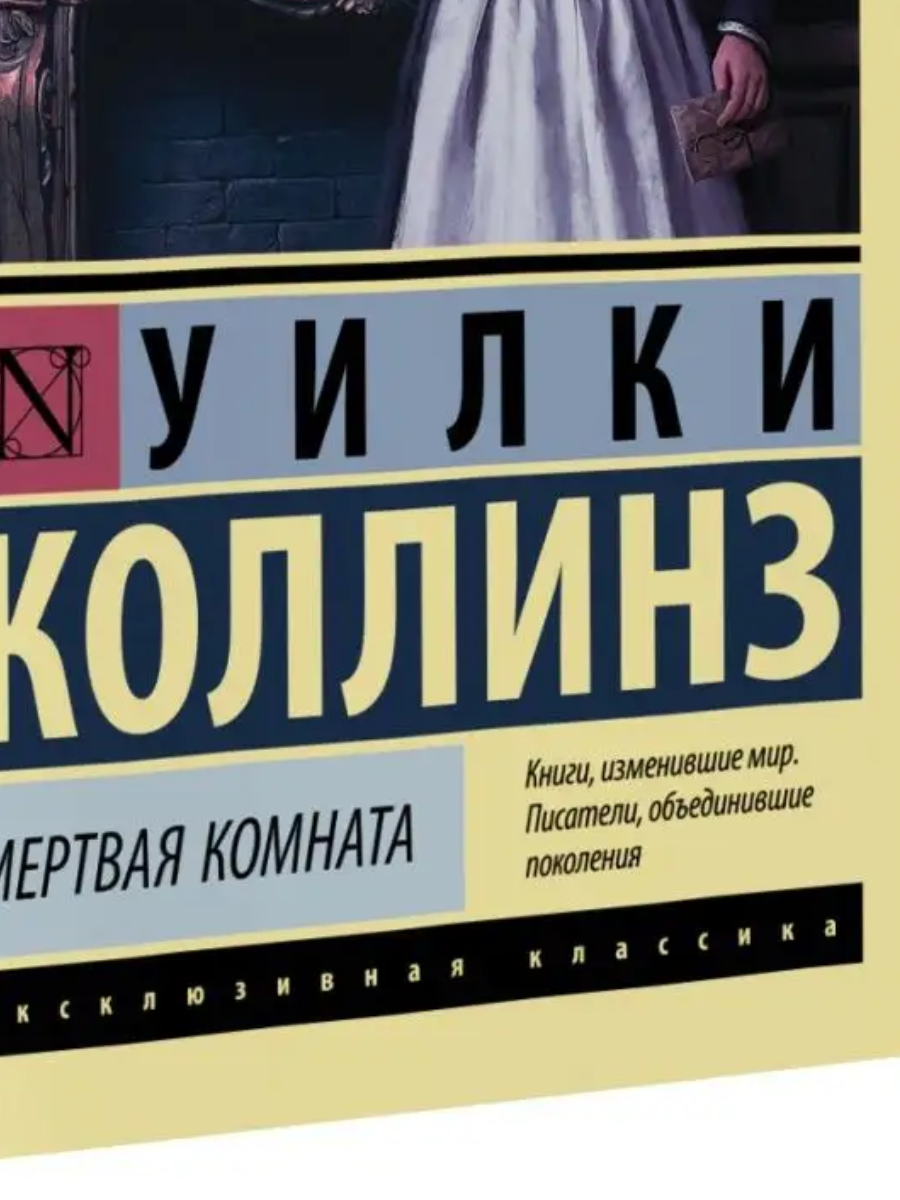 N
УИЛКИ
КОЛЛИНЗ
МЕРТВАЯ КОМНАТА
Книги, изменившие мир.
Писатели, объединившие
поколения
ксклюзивная классика